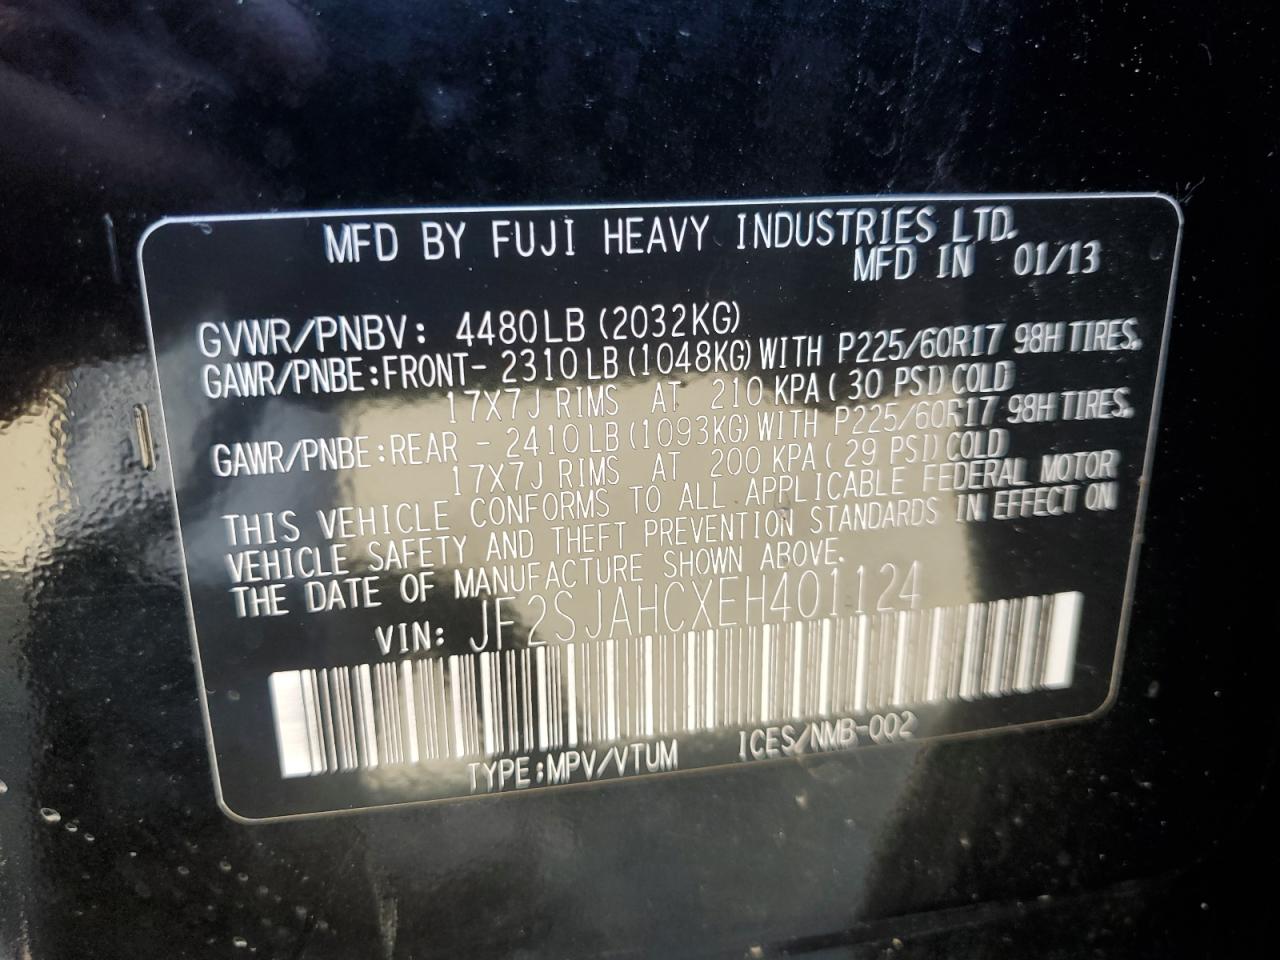 MFD BY FUJI HEAVY INDUSTRIES LTD.
MFD IN 01/13
GVWR/PNBV: 4480LB (2032KG)
GAWR/PNBE:FRONT- 2310LB (1048KG) WITH P225/60R17 98H TIRES.
17X7J RIMS AT 210 KPA (30 PSI) COLD
GAWR/PNBE:REAR - 2410LB (1093KG) WITH P225/60R17 98H TIRES.
17X7J RIMS AT 200 KPA (29 PSI) COLD
THIS VEHICLE CONFORMS TO ALL APPLICABLE FEDERAL MOTOR
VEHICLE SAFETY AND THEFT PREVENTION STANDARDS IN EFFECT ON
THE DATE OF MANUFACTURE SHOWN ABOVE.
VIN: JF2SJAHCXEH401124
TYPE:MPV/VTUM ICES/NMB-002